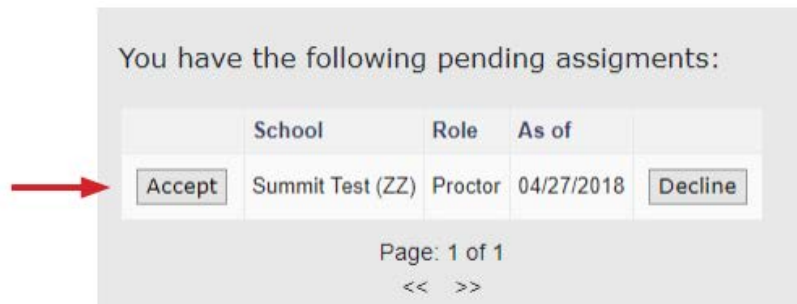 You have the following pending assigments:
School Role As of
Accept Summit Test (ZZ) Proctor 04/27/2018 Decline
Page: 1 of 1
<< >>